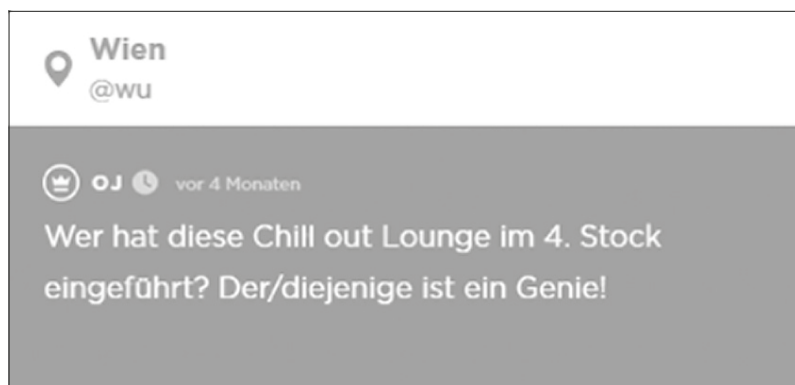 Wien
@wu
OJ vor 4 Monaten
Wer hat diese Chill out Lounge im 4. Stock
eingeführt? Der/diejenige ist ein Genie!